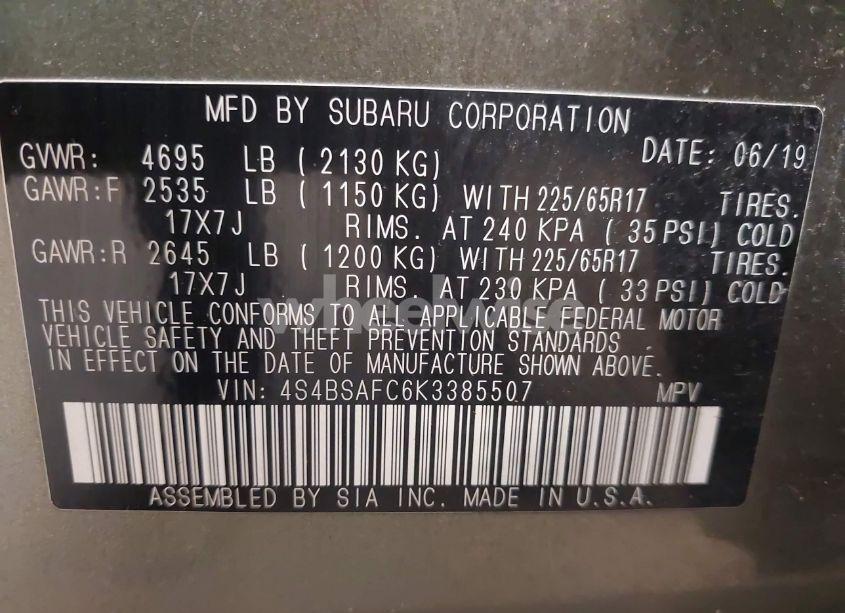 MFD BY SUBARU CORPORATION
GVWR: 4695 LB ( 2130 KG) DATE: 06/19
GAWR:F 2535 LB ( 1150 KG) WITH 225/65R17 TIRES.
17X7J RIMS. AT 240 KPA ( 35 PSI) COLD
GAWR:R 2645 LB ( 1200 KG) WITH 225/65R17 TIRES.
17X7J RIMS. AT 230 KPA ( 33 PSI) COLD
THIS VEHICLE CONFORMS TO ALL APPLICABLE FEDERAL MOTOR
VEHICLE SAFETY AND THEFT PREVENTION STANDARDS
IN EFFECT ON THE DATE OF MANUFACTURE SHOWN ABOVE.
VIN: 4S4BSAFC6K3385507 MPV
ASSEMBLED BY SIA INC. MADE IN U.S.A.